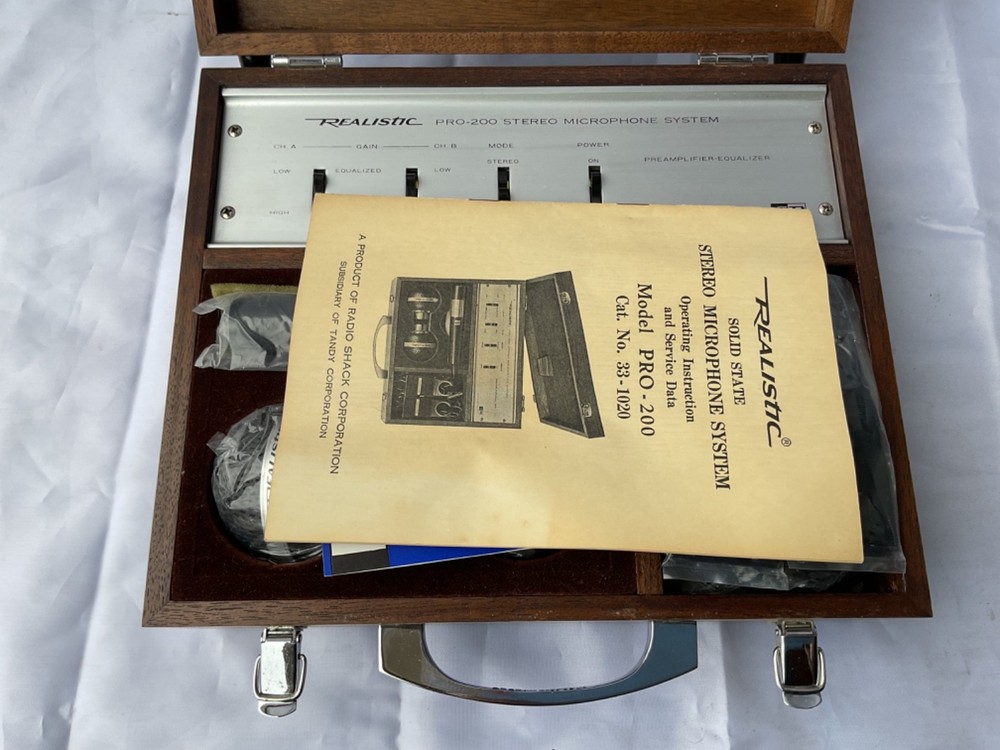 REALISTIC PRO-200 STEREO MICROPHONE SYSTEM
CH. A GAIN CH. B MODE POWER
LOW EQUALIZED LOW STEREO ON PREAMPLIFIER-EQUALIZER
HIGH
REALISTIC®
SOLID STATE
STEREO MICROPHONE SYSTEM
Operating Instruction
and Service Data
Model PRO-200
Cat. No. 33-1020
A PRODUCT OF RADIO SHACK CORPORATION
SUBSIDIARY OF TANDY CORPORATION